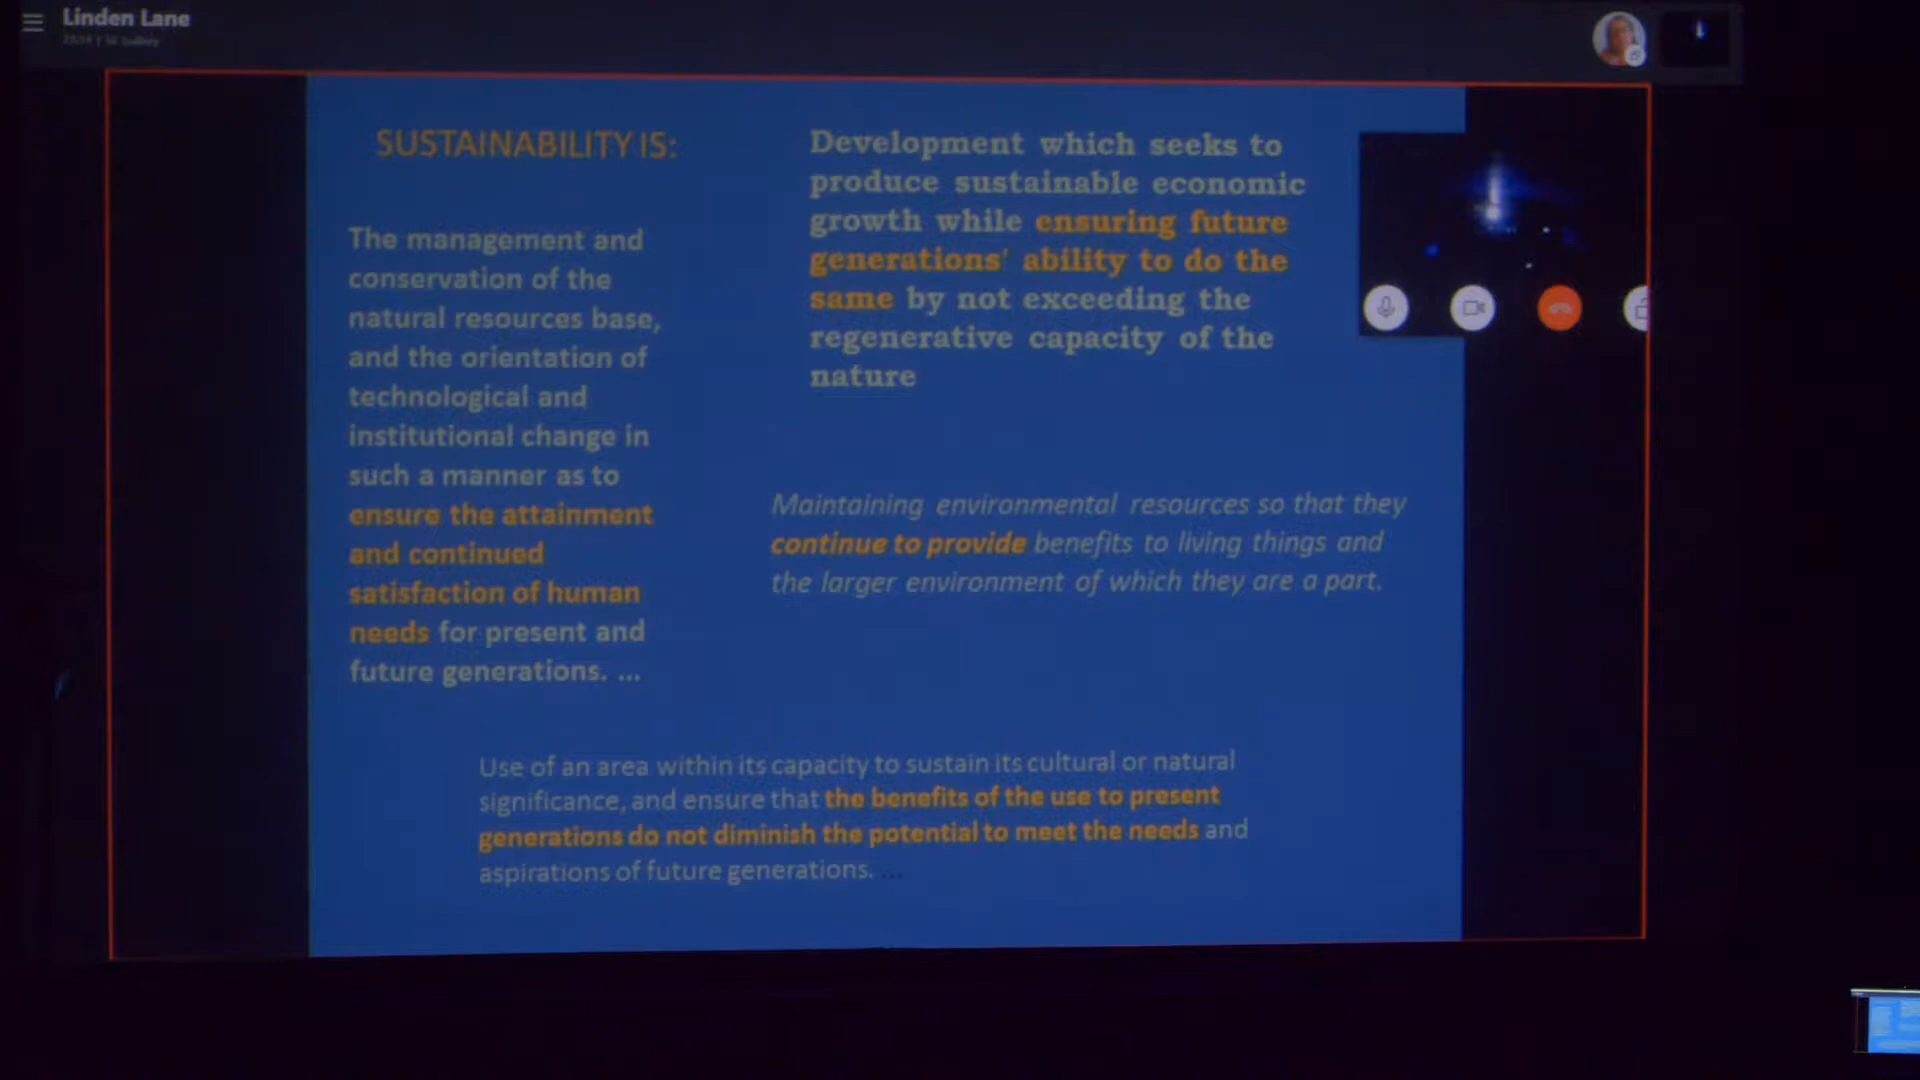 Linden Lane
SUSTAINABILITY IS:
The management and
conservation of the
natural resources base,
and the orientation of
technological and
institutional change in
such a manner as to
ensure the attainment
and continued
satisfaction of human
needs for present and
future generations. ...
Development which seeks to
produce sustainable economic
growth while ensuring future
generations' ability to do the
same by not exceeding the
regenerative capacity of the
nature
Maintaining environmental resources so that they
continue to provide benefits to living things and
the larger environment of which they are a part.
Use of an area within its capacity to sustain its cultural or natural
significance, and ensure that the benefits of the use to present
generations do not diminish the potential to meet the needs and
aspirations of future generations. ...